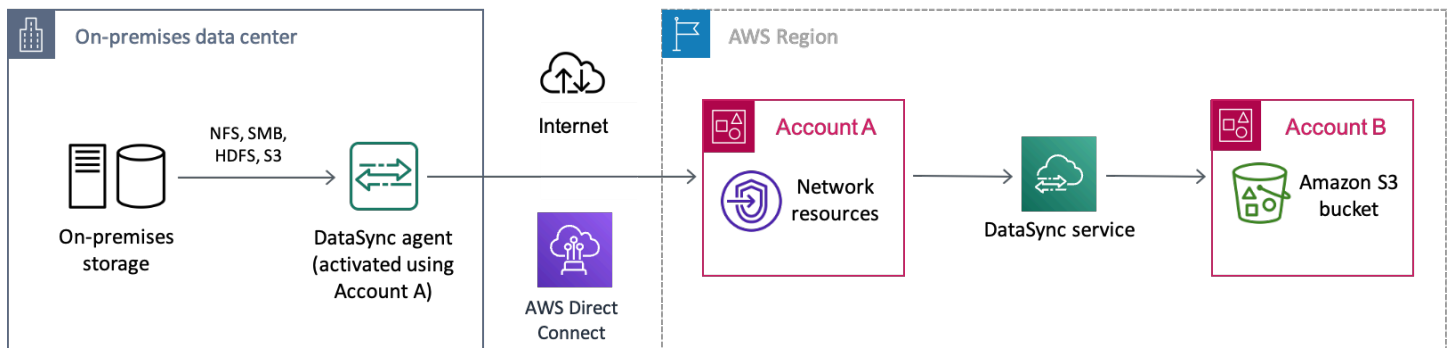 On-premises data center
NFS, SMB,
HDFS, S3
On-premises
storage
DataSync agent
(activated using
Account A)
Internet
AWS Direct
Connect
AWS Region
Account A
Network
resources
DataSync service
Account B
Amazon S3
bucket